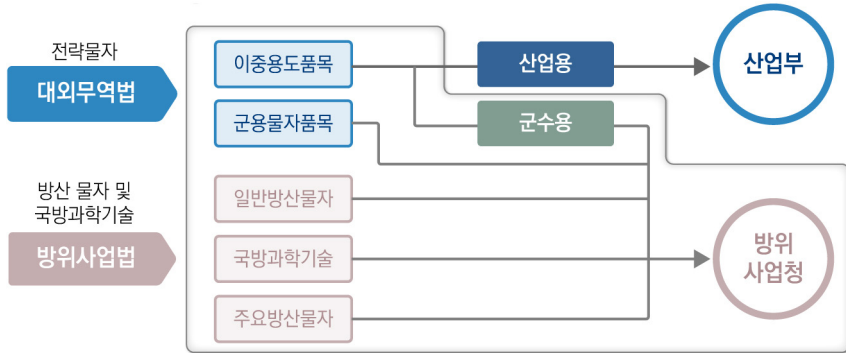 전략물자
대외무역법
이중용도품목
산업용
산업부
군용물자품목
군수용
방산 물자 및
국방과학기술
방위사업법
일반방산물자
국방과학기술
주요방산물자
방위
사업청